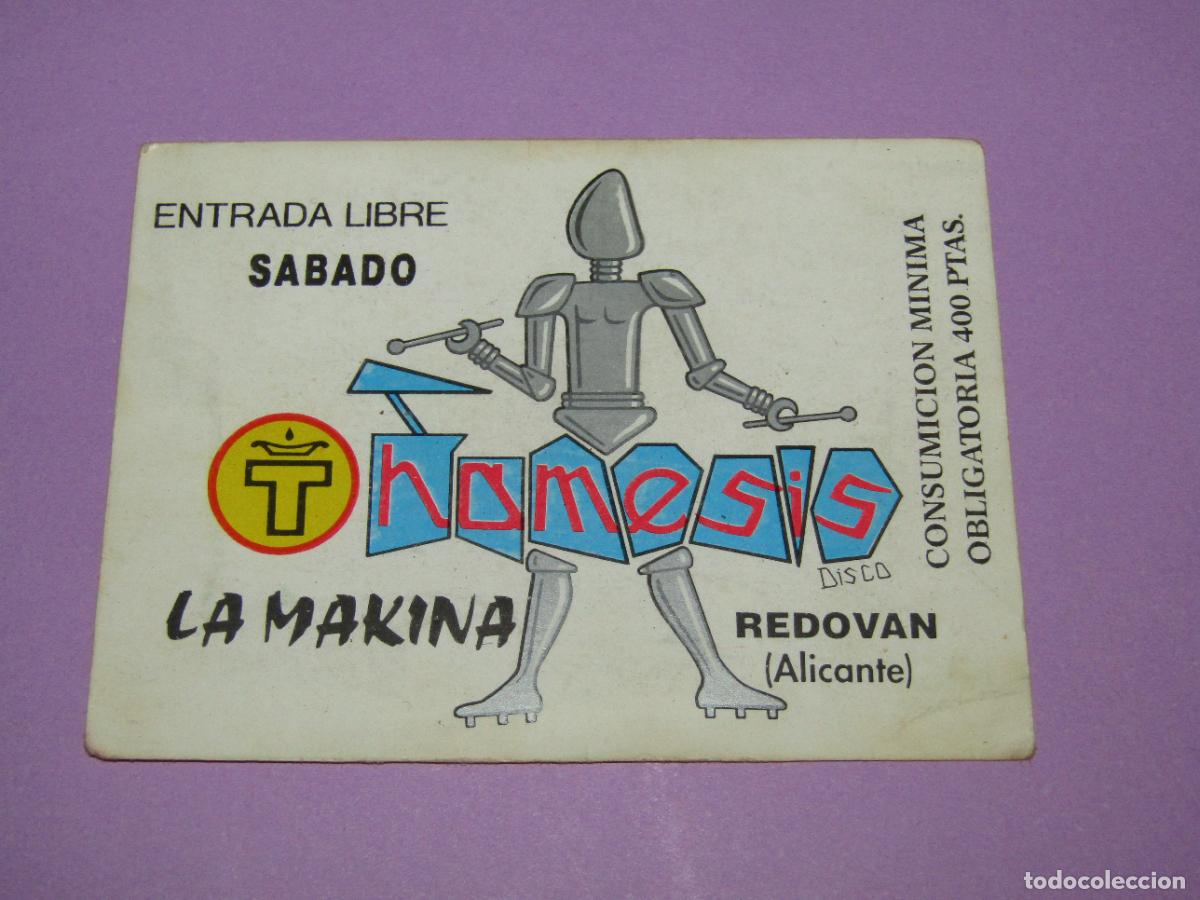 ENTRADA LIBRE
SABADO
T
Thamesis
DISCO
LA MAKINA
REDOVAN
(Alicante)
CONSUMICION MINIMA
OBLIGATORIA 400 PTAS.
todocoleccion